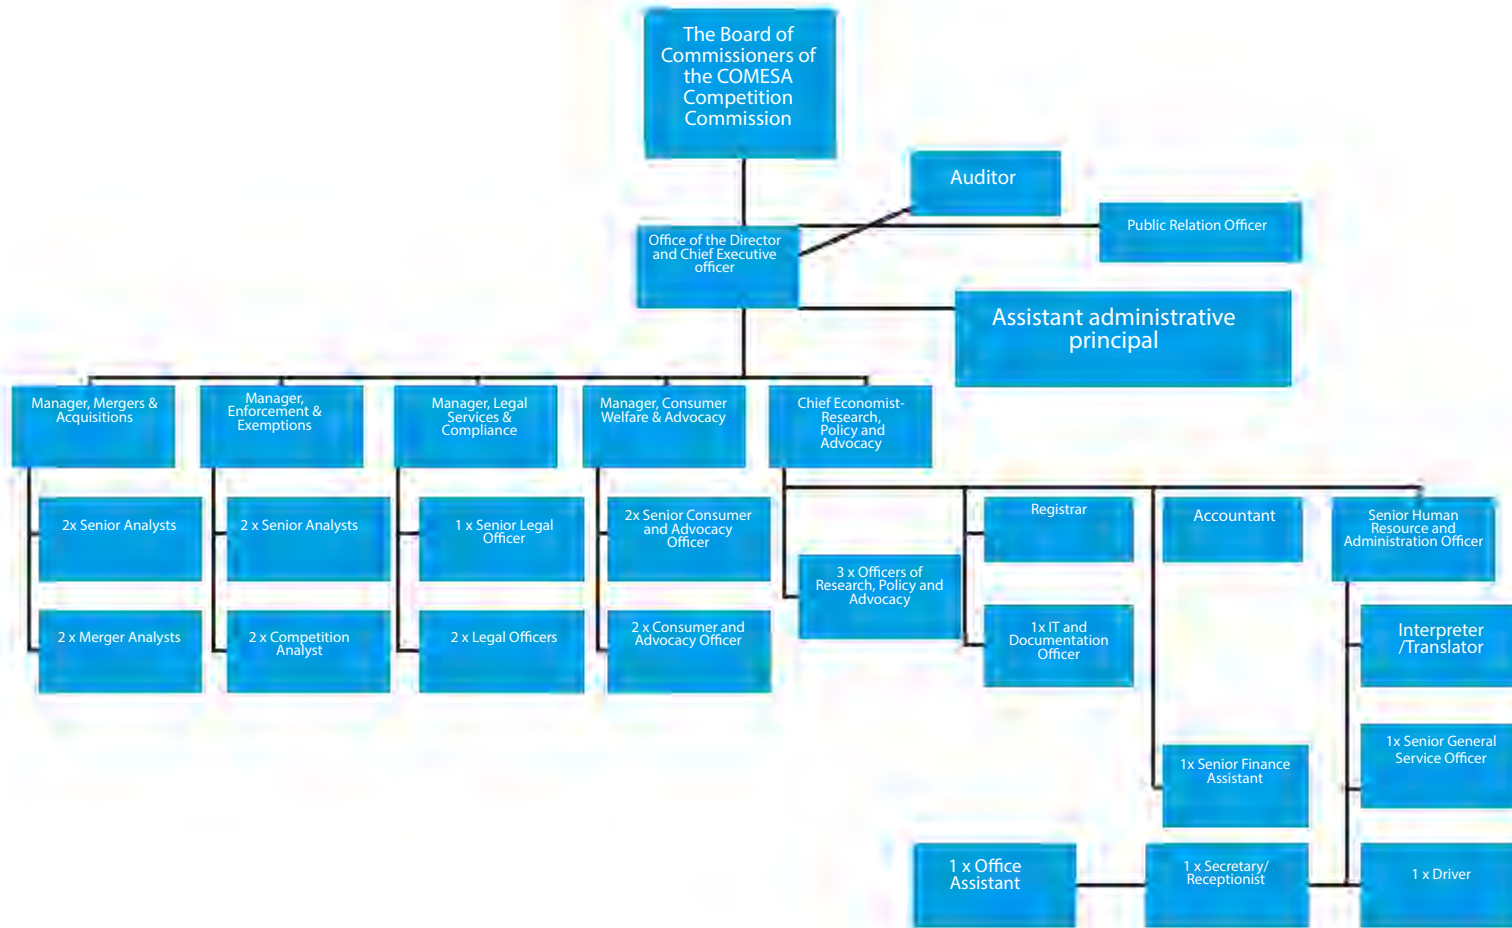 The Board of
Commissioners of
the COMESA
Competition
Commission
Auditor
Public Relation Officer
Office of the Director
and Chief Executive
officer
Assistant administrative
principal
Manager, Mergers &
Acquisitions
Manager,
Enforcement &
Exemptions
Manager, Legal
Services &
Compliance
Manager, Consumer
Welfare & Advocacy
Chief Economist-
Research,
Policy and
Advocacy
2x Senior Analysts
2 x Senior Analysts
1 x Senior Legal
Officer
2x Senior Consumer
and Advocacy
Officer
Registrar
Accountant
Senior Human
Resource and
Administration Officer
3 x Officers of
Research, Policy and
Advocacy
2 x Merger Analysts
2 x Competition
Analyst
2 x Legal Officers
2 x Consumer and
Advocacy Officer
1x IT and
Documentation
Officer
Interpreter
/Translator
1x Senior Finance
Assistant
1x Senior General
Service Officer
1 x Office
Assistant
1 x Secretary/
Receptionist
1 x Driver